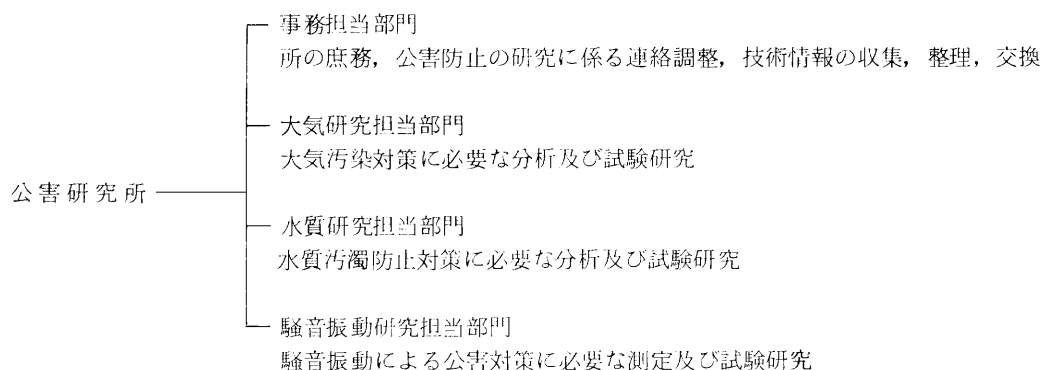 事務担当部門
所の庶務，公害防止の研究に係る連絡調整，技術情報の収集，整理，交換
大気研究担当部門
大気汚染対策に必要な分析及び試験研究
公害研究所
水質研究担当部門
水質汚濁防止対策に必要な分析及び試験研究
騒音振動研究担当部門
騒音振動による公害対策に必要な測定及び試験研究